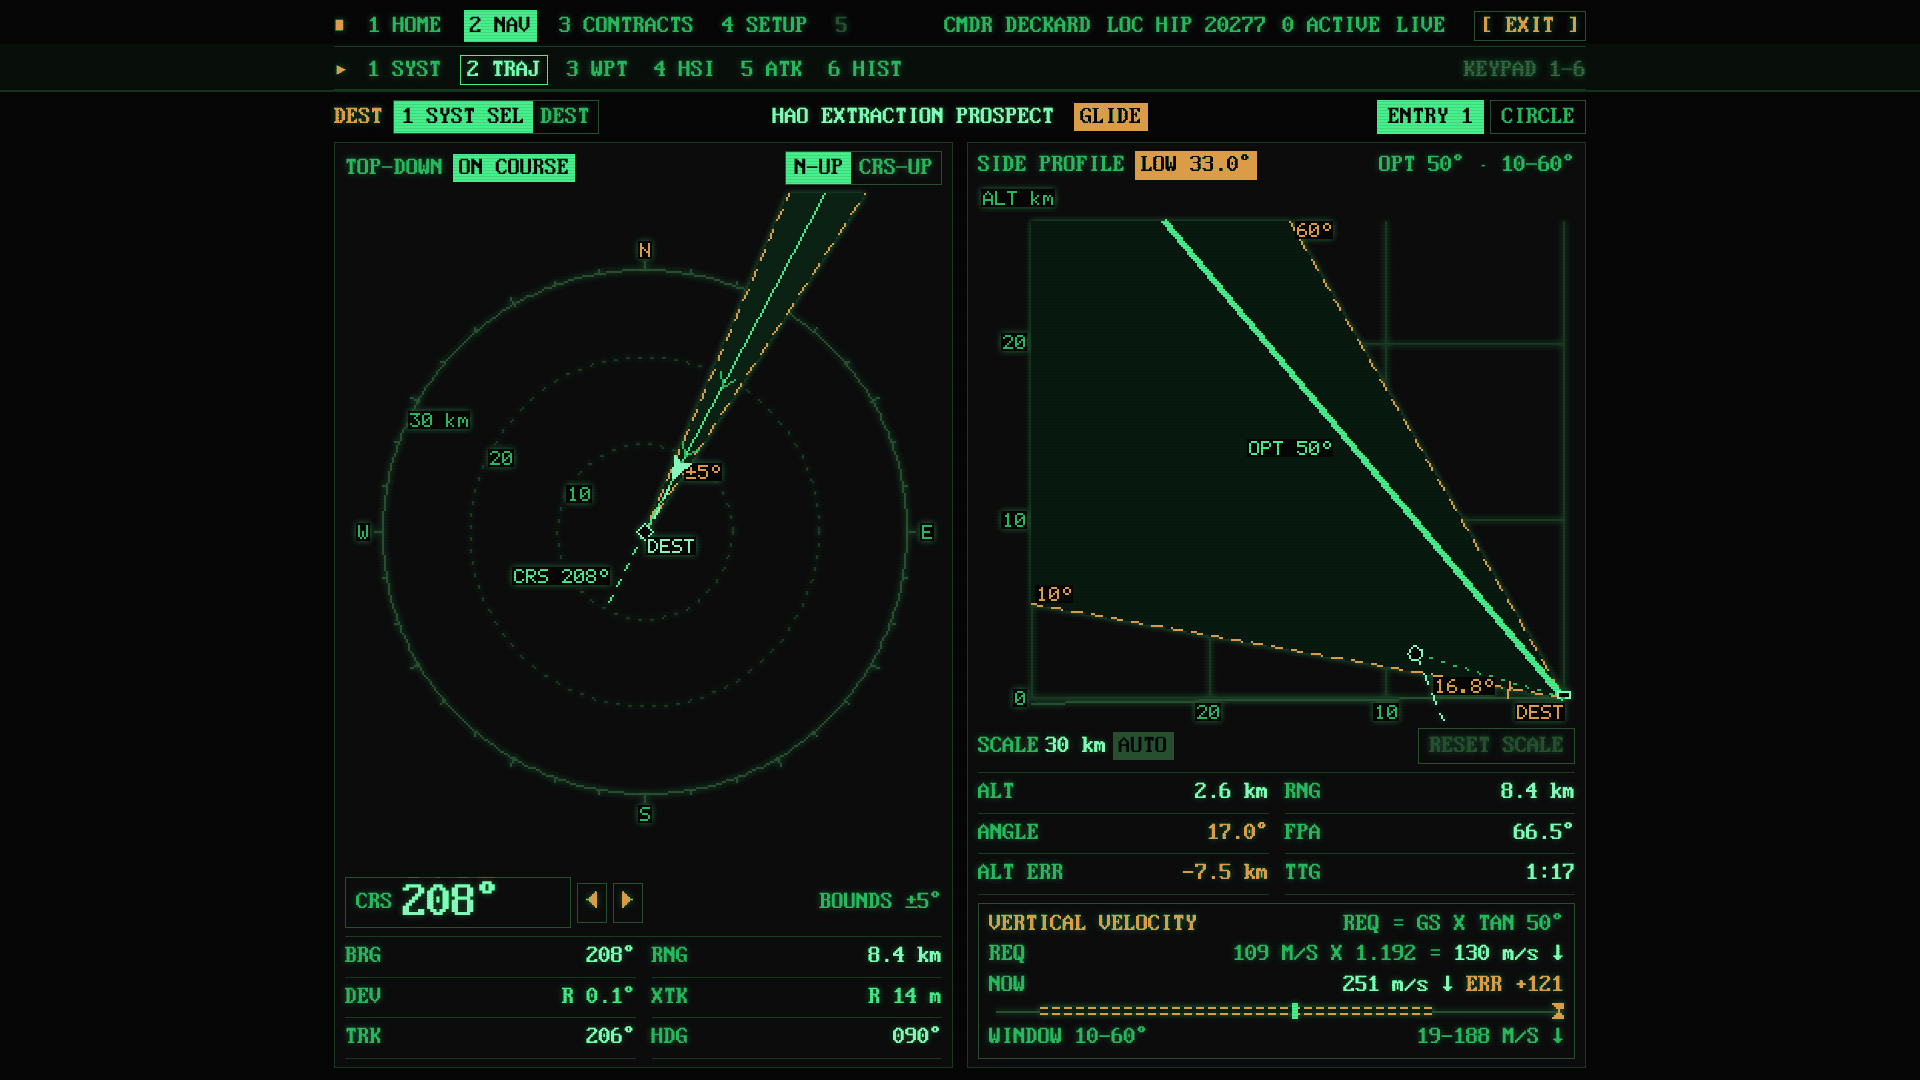 1 HOME 2 NAV 3 CONTRACTS 4 SETUP 5 CMDR DECKARD LOC HIP 20277 0 ACTIVE LIVE [ EXIT ]
1 SYST 2 TRAJ 3 WPT 4 HSI 5 ATK 6 HIST KEYPAD 1-6
DEST 1 SYST SEL DEST HAO EXTRACTION PROSPECT GLIDE ENTRY 1 CIRCLE
TOP-DOWN ON COURSE N-UP CRS-UP
N
30 km
20
10
±5°
W
E
DEST
CRS 208°
S
CRS 208° BOUNDS ±5°
BRG 208° RNG 8.4 km
DEV R 0.1° XTK R 14 m
TRK 206° HDG 090°
SIDE PROFILE LOW 33.0° OPT 50° · 10-60°
ALT km
60°
20
OPT 50°
10
10°
16.8°
0
20
10
DEST
SCALE 30 km AUTO RESET SCALE
ALT 2.6 km RNG 8.4 km
ANGLE 17.0° FPA 66.5°
ALT ERR -7.5 km TTG 1:17
VERTICAL VELOCITY REQ = GS X TAN 50°
REQ 109 M/S X 1.192 = 130 m/s ↓
NOW 251 m/s ↓ ERR +121
WINDOW 10-60° 19-188 M/S ↓